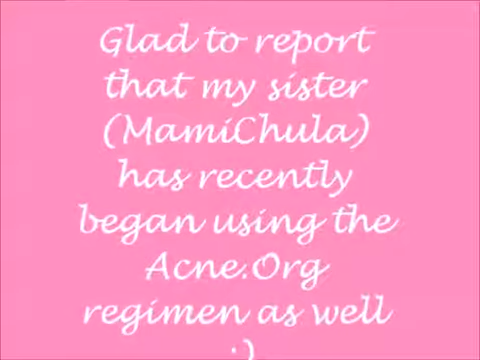 Glad to report
that my sister
(MamiChula)
has recently
began using the
Acne.Org
regimen as well
:)